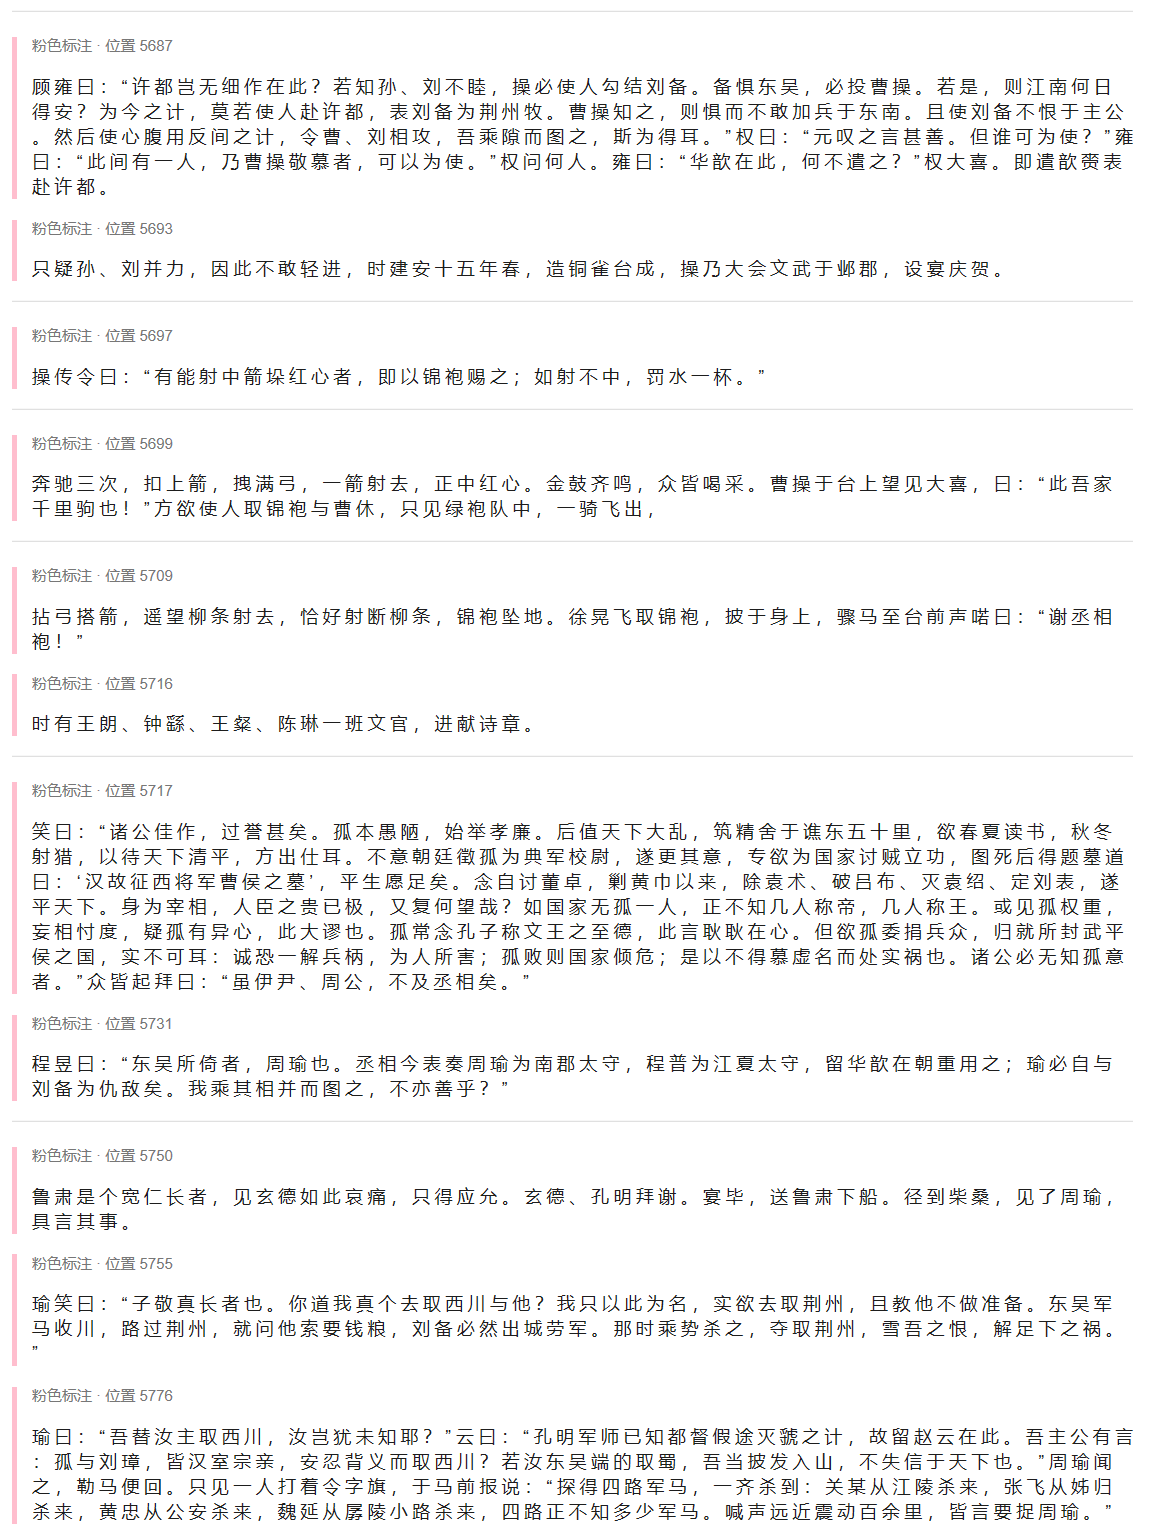 粉色标注 · 位置 5687
顾雍曰：“许都岂无细作在此？若知孙、刘不睦，操必使人勾结刘备。备惧东吴，必投曹操。若是，则江南何日
得安？为今之计，莫若使人赴许都，表刘备为荆州牧。曹操知之，则惧而不敢加兵于东南。且使刘备不恨于主公
。然后使心腹用反间之计，令曹、刘相攻，吾乘隙而图之，斯为得耳。”权曰：“元叹之言甚善。但谁可为使？”雍
曰：“此间有一人，乃曹操敬慕者，可以为使。”权问何人。雍曰：“华歆在此，何不遣之？”权大喜。即遣歆赍表
赴许都。
粉色标注 · 位置 5693
只疑孙、刘并力，因此不敢轻进，时建安十五年春，造铜雀台成，操乃大会文武于邺郡，设宴庆贺。
粉色标注 · 位置 5697
操传令曰：“有能射中箭垛红心者，即以锦袍赐之；如射不中，罚水一杯。”
粉色标注 · 位置 5699
奔驰三次，扣上箭，拽满弓，一箭射去，正中红心。金鼓齐鸣，众皆喝采。曹操于台上望见大喜，曰：“此吾家
千里驹也！”方欲使人取锦袍与曹休，只见绿袍队中，一骑飞出，
粉色标注 · 位置 5709
拈弓搭箭，遥望柳条射去，恰好射断柳条，锦袍坠地。徐晃飞取锦袍，披于身上，骤马至台前声喏曰：“谢丞相
袍！”
粉色标注 · 位置 5716
时有王朗、钟繇、王粲、陈琳一班文官，进献诗章。
粉色标注 · 位置 5717
笑曰：“诸公佳作，过誉甚矣。孤本愚陋，始举孝廉。后值天下大乱，筑精舍于谯东五十里，欲春夏读书，秋冬
射猎，以待天下清平，方出仕耳。不意朝廷徵孤为典军校尉，遂更其意，专欲为国家讨贼立功，图死后得题墓道
曰：‘汉故征西将军曹侯之墓’，平生愿足矣。念自讨董卓，剿黄巾以来，除袁术、破吕布、灭袁绍、定刘表，遂
平天下。身为宰相，人臣之贵已极，又复何望哉？如国家无孤一人，正不知几人称帝，几人称王。或见孤权重，
妄相忖度，疑孤有异心，此大谬也。孤常念孔子称文王之至德，此言耿耿在心。但欲孤委捐兵众，归就所封武平
侯之国，实不可耳：诚恐一解兵柄，为人所害；孤败则国家倾危；是以不得慕虚名而处实祸也。诸公必无知孤意
者。”众皆起拜曰：“虽伊尹、周公，不及丞相矣。”
粉色标注 · 位置 5731
程昱曰：“东吴所倚者，周瑜也。丞相今表奏周瑜为南郡太守，程普为江夏太守，留华歆在朝重用之；瑜必自与
刘备为仇敌矣。我乘其相并而图之，不亦善乎？”
粉色标注 · 位置 5750
鲁肃是个宽仁长者，见玄德如此哀痛，只得应允。玄德、孔明拜谢。宴毕，送鲁肃下船。径到柴桑，见了周瑜，
具言其事。
粉色标注 · 位置 5755
瑜笑曰：“子敬真长者也。你道我真个去取西川与他？我只以此为名，实欲去取荆州，且教他不做准备。东吴军
马收川，路过荆州，就问他索要钱粮，刘备必然出城劳军。那时乘势杀之，夺取荆州，雪吾之恨，解足下之祸。
”
粉色标注 · 位置 5776
瑜曰：“吾替汝主取西川，汝岂犹未知耶？”云曰：“孔明军师已知都督假途灭虢之计，故留赵云在此。吾主公有言
：孤与刘璋，皆汉室宗亲，安忍背义而取西川？若汝东吴端的取蜀，吾当披发入山，不失信于天下也。”周瑜闻
之，勒马便回。只见一人打着令字旗，于马前报说：“探得四路军马，一齐杀到：关某从江陵杀来，张飞从姊归
杀来，黄忠从公安杀来，魏延从孱陵小路杀来，四路正不知多少军马。喊声远近震动百余里，皆言要捉周瑜。”